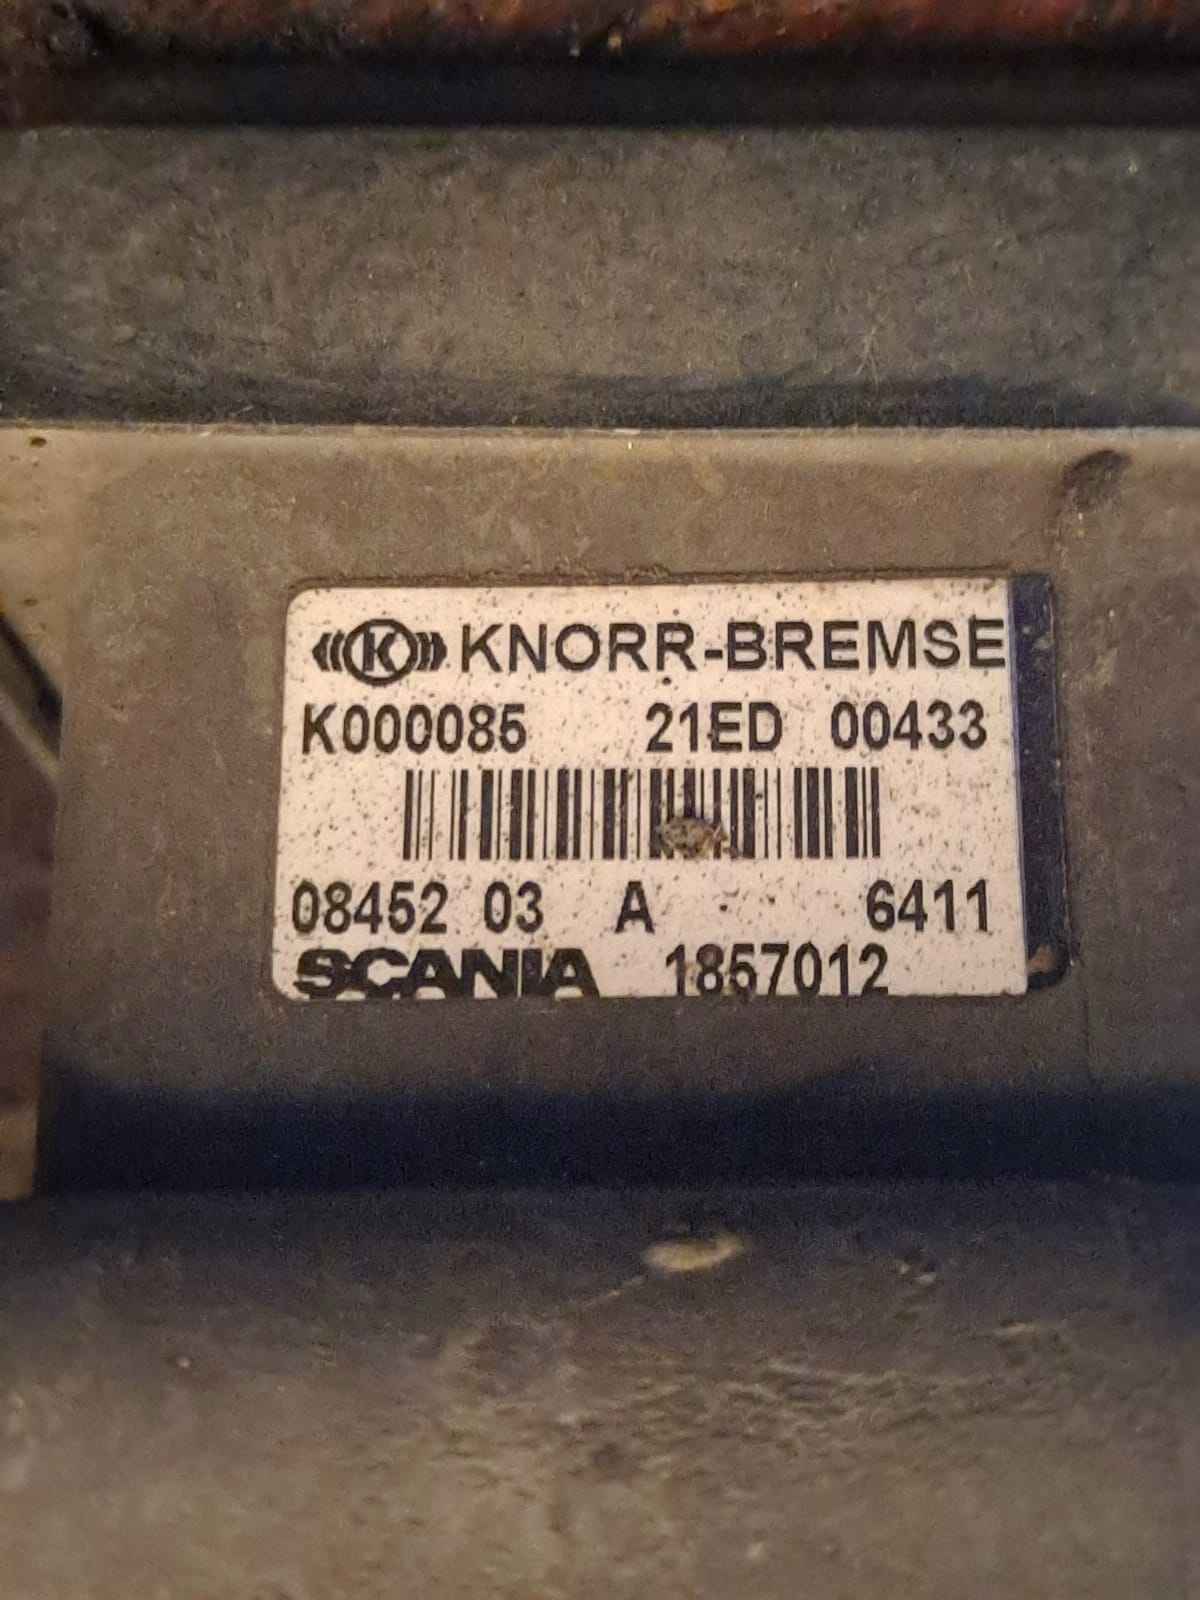 K KNORR-BREMSE
K000085 21ED 00433
08452 03 A 6411
SCANIA 1857012